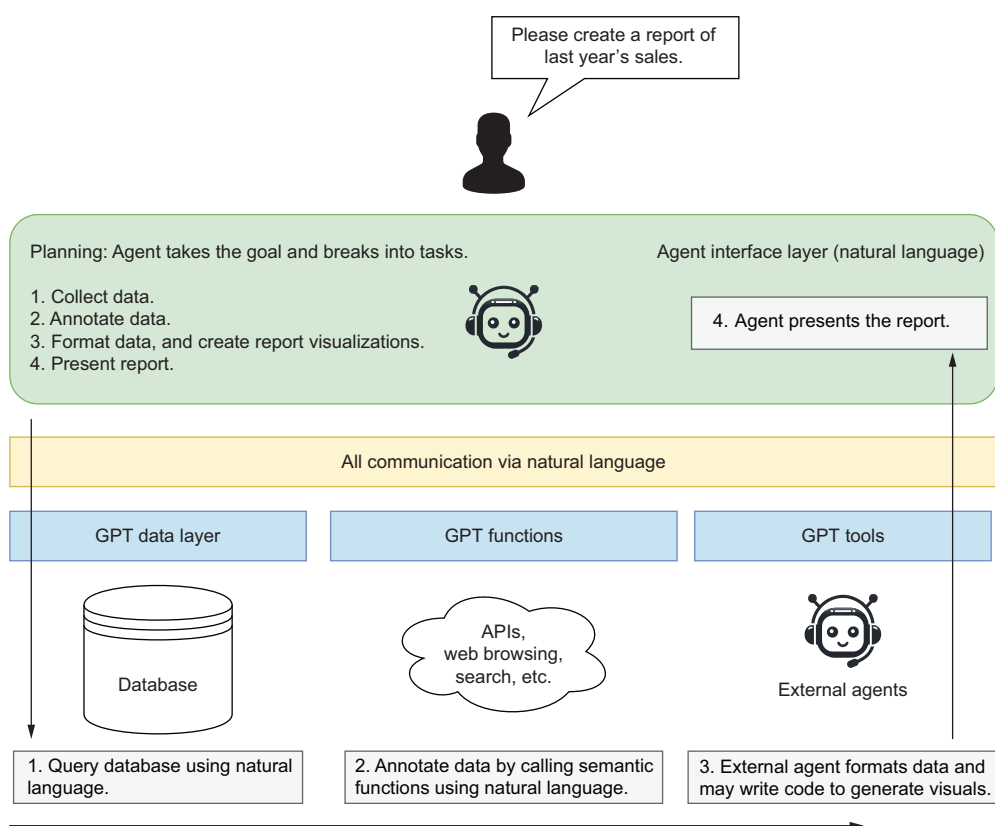 Please create a report of
last year's sales.
Planning: Agent takes the goal and breaks into tasks.
Agent interface layer (natural language)
1. Collect data.
2. Annotate data.
3. Format data, and create report visualizations.
4. Present report.
4. Agent presents the report.
All communication via natural language
GPT data layer
GPT functions
GPT tools
Database
APIs,
web browsing,
search, etc.
External agents
1. Query database using natural
language.
2. Annotate data by calling semantic
functions using natural language.
3. External agent formats data and
may write code to generate visuals.